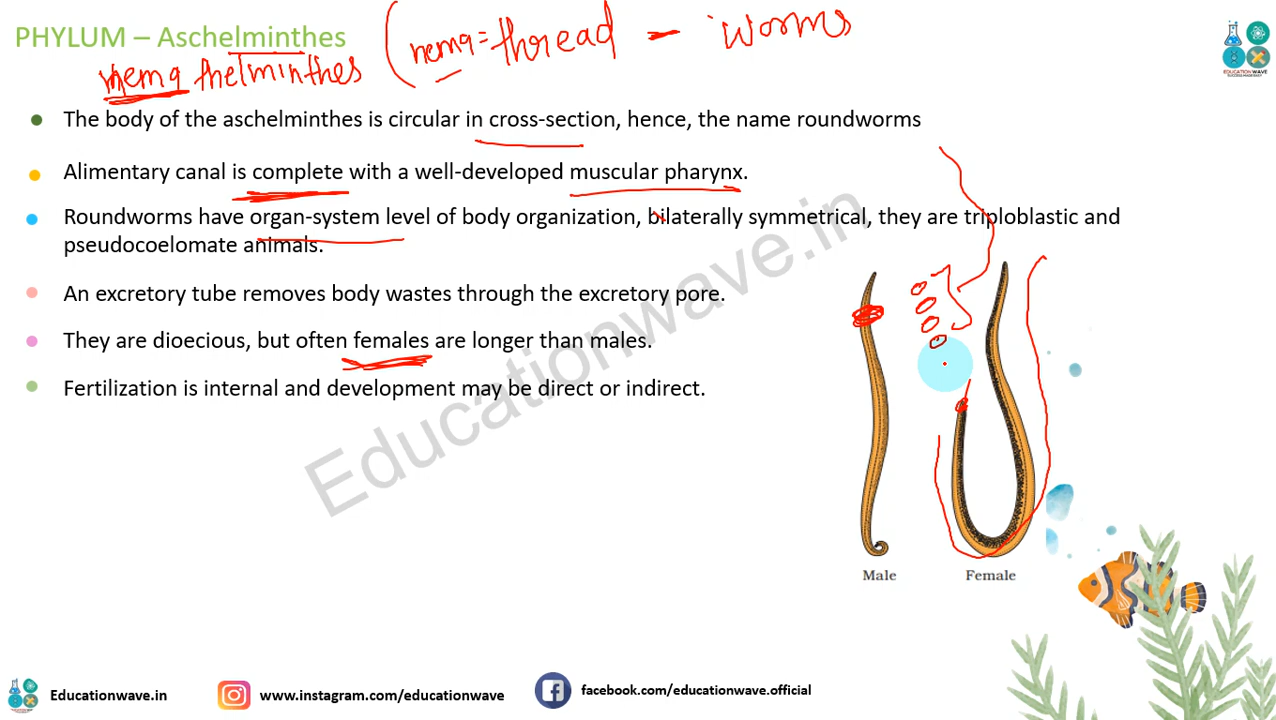 PHYLUM – Aschelminthes (nema = thread - worms
nema thelminthes
EDUCATION WAVE
The body of the aschelminthes is circular in cross-section, hence, the name roundworms
Alimentary canal is complete with a well-developed muscular pharynx.
Roundworms have organ-system level of body organization, bilaterally symmetrical, they are triploblastic and
pseudocoelomate animals.
An excretory tube removes body wastes through the excretory pore.
They are dioecious, but often females are longer than males.
Fertilization is internal and development may be direct or indirect.
Educationwave.in
Male Female
Educationwave.in www.instagram.com/educationwave facebook.com/educationwave.official